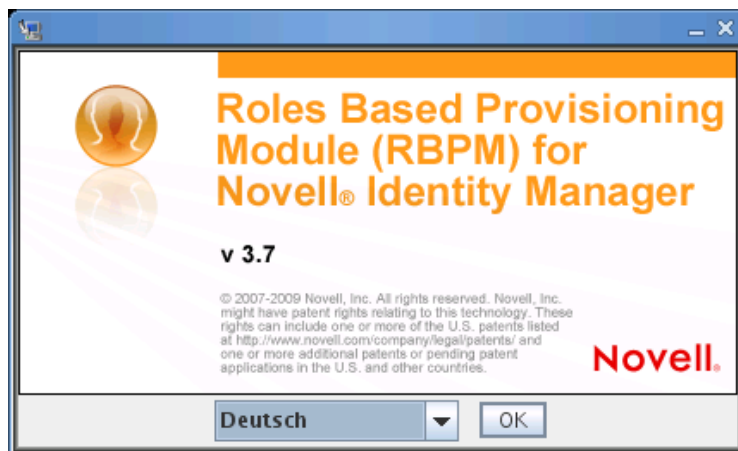 Roles Based Provisioning
Module (RBPM) for
Novell® Identity Manager
v 3.7
© 2007-2009 Novell, Inc. All rights reserved. Novell, Inc.
might have patent rights relating to this technology. These
rights can include one or more of the U.S. patents listed
at http://www.novell.com/company/legal/patents/ and
one or more additional patents or pending patent
applications in the U.S. and other countries.
Novell®
Deutsch
OK